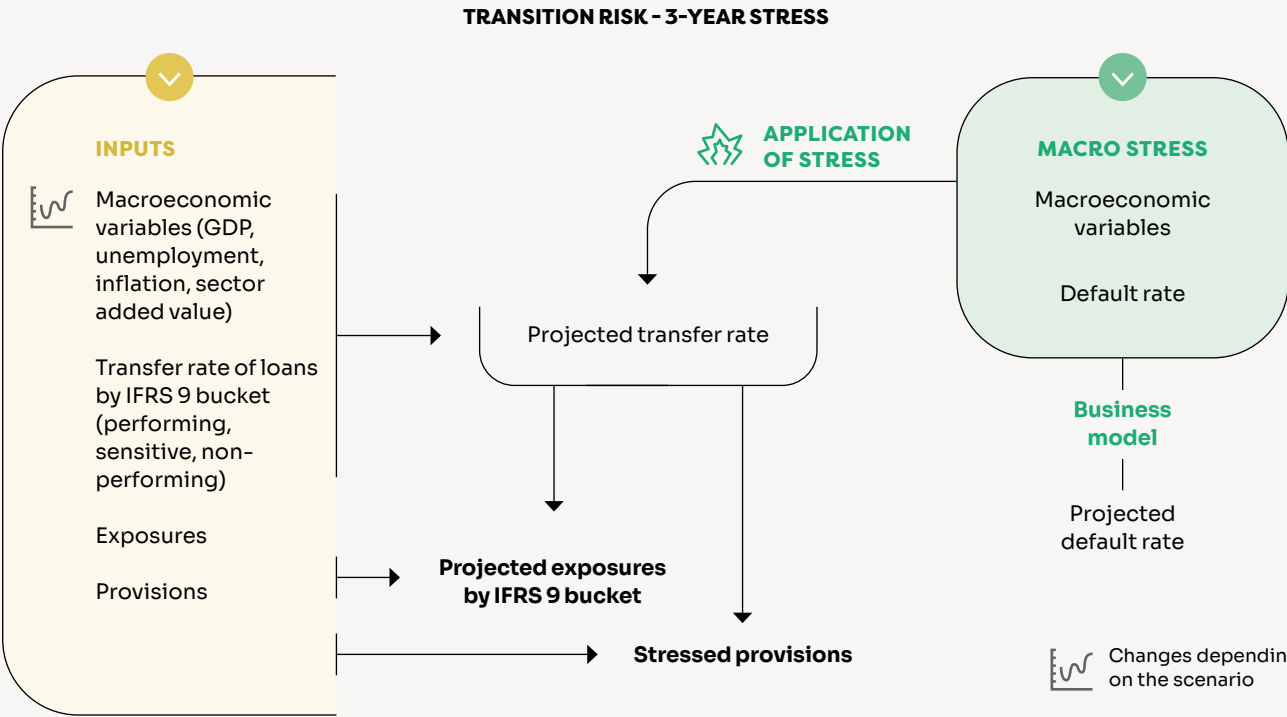 TRANSITION RISK - 3-YEAR STRESS
INPUTS
Macroeconomic
variables (GDP,
unemployment,
inflation, sector
added value)
Transfer rate of loans
by IFRS 9 bucket
(performing,
sensitive, non-
performing)
Exposures
Provisions
APPLICATION
OF STRESS
Projected transfer rate
Projected exposures
by IFRS 9 bucket
Stressed provisions
MACRO STRESS
Macroeconomic
variables
Default rate
Business
model
Projected
default rate
Changes dependin
on the scenario